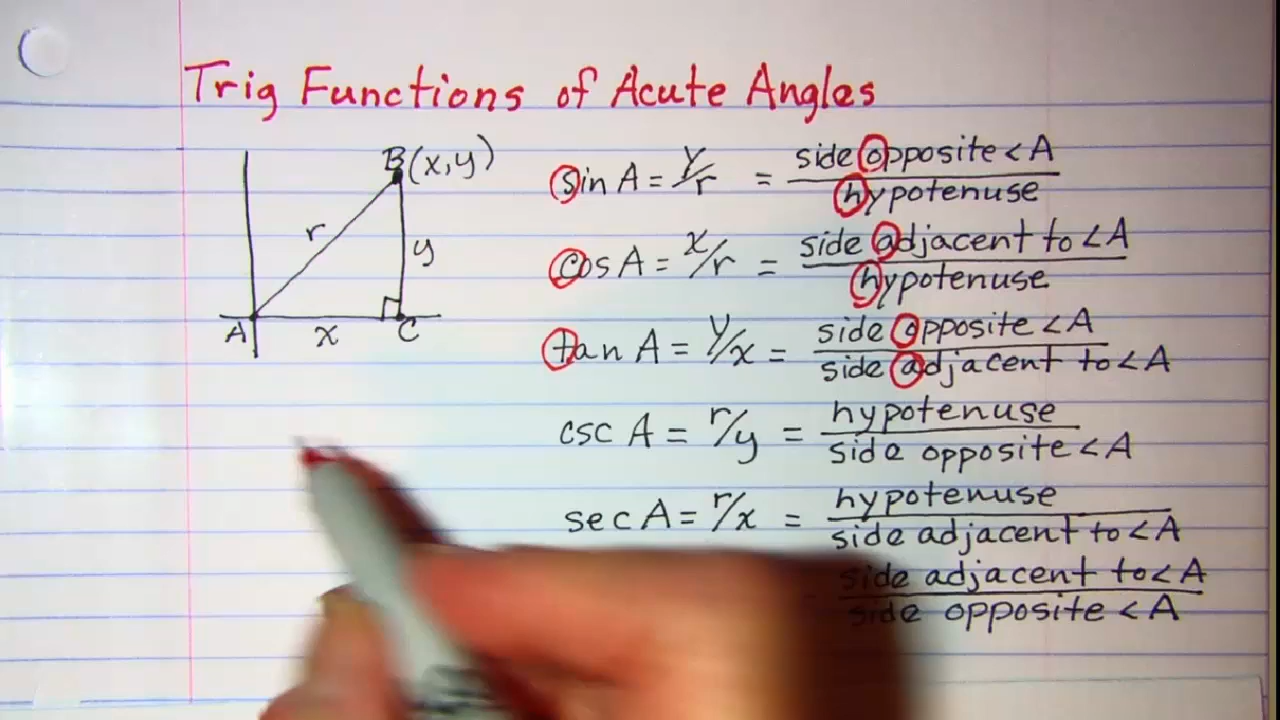 Trig Functions of Acute Angles
B(x,y)
r
y
A
x
C
sin A = y/r = side opposite <A / hypotenuse
cos A = x/r = side adjacent to <A / hypotenuse
tan A = y/x = side opposite <A / side adjacent to <A
csc A = r/y = hypotenuse / side opposite <A
sec A = r/x = hypotenuse / side adjacent to <A
side adjacent to <A / side opposite <A